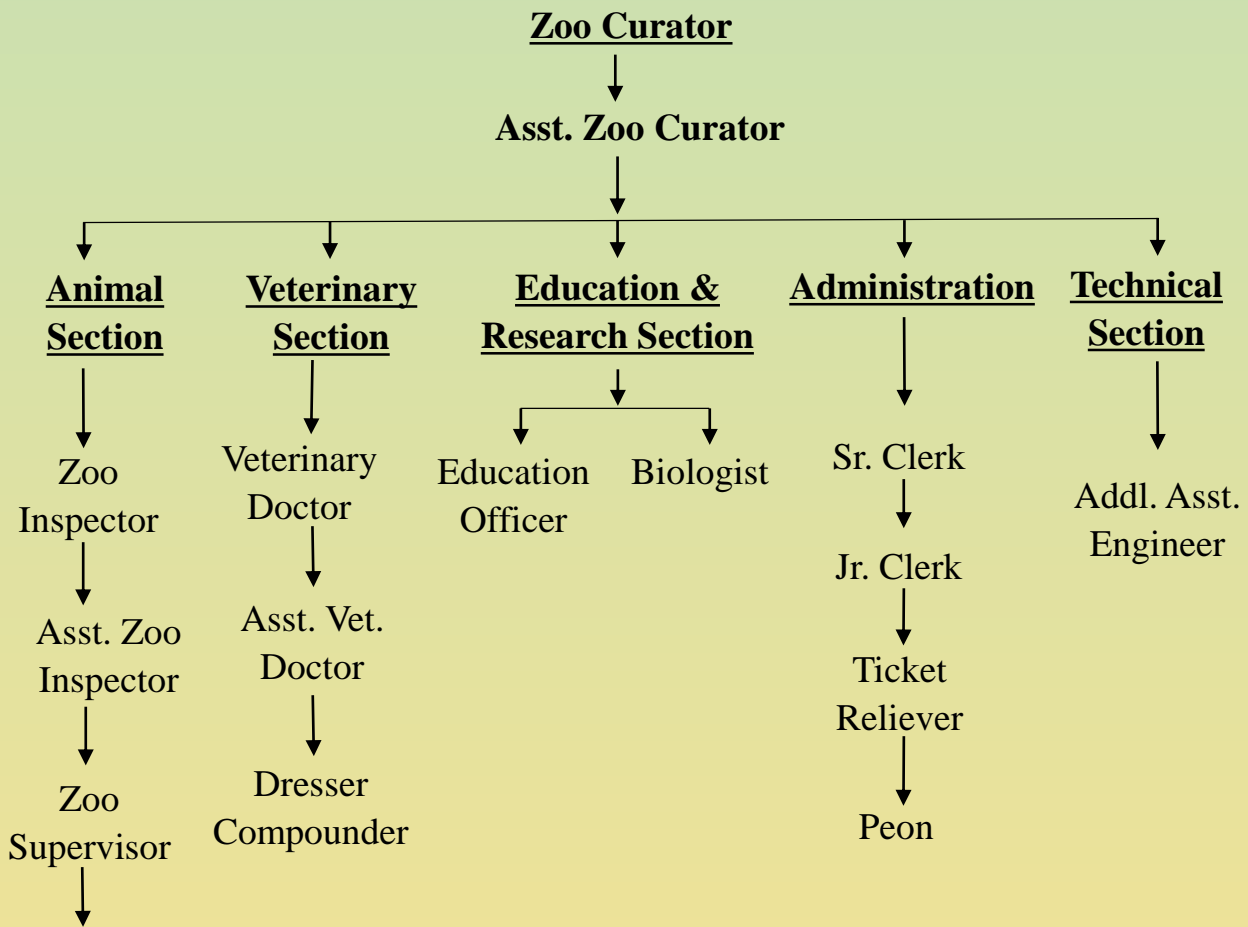 Zoo Curator
Asst. Zoo Curator
Animal
Section
Veterinary
Section
Education &
Research Section
Administration
Technical
Section
Zoo
Inspector
Asst. Zoo
Inspector
Zoo
Supervisor
Veterinary
Doctor
Asst. Vet.
Doctor
Dresser
Compounder
Education
Officer
Biologist
Sr. Clerk
Jr. Clerk
Ticket
Reliever
Peon
Addl. Asst.
Engineer